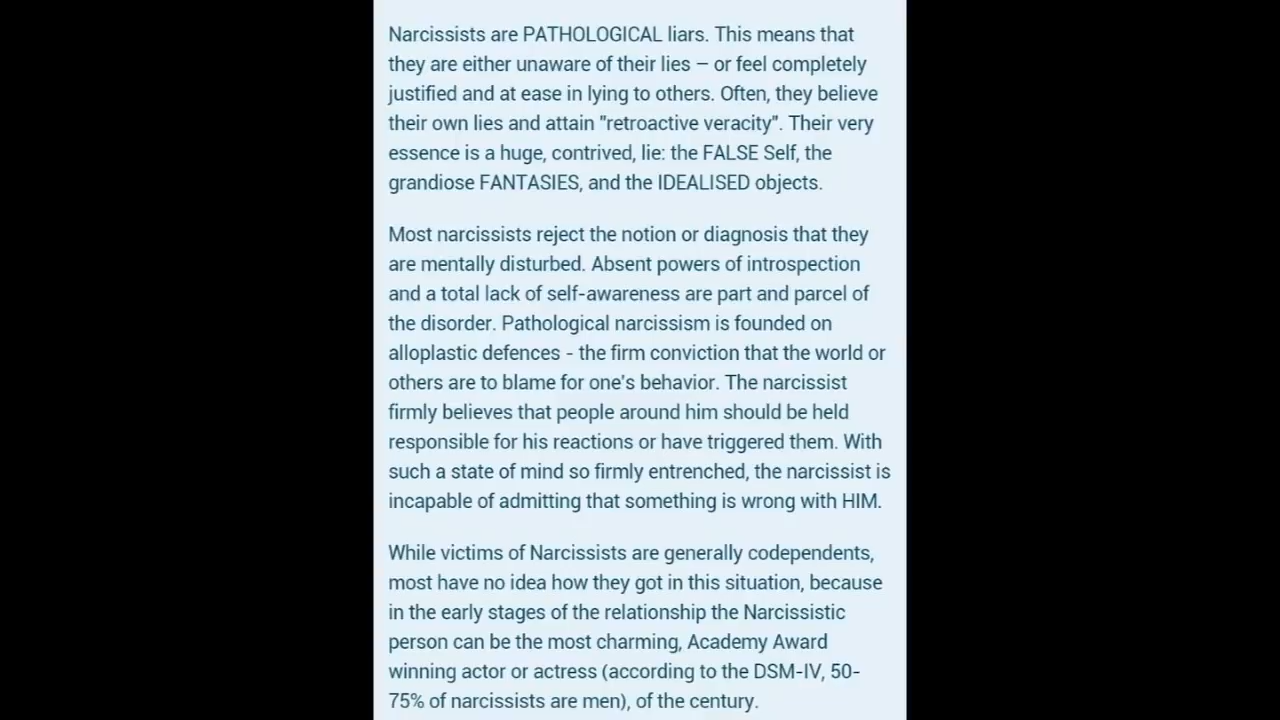 Narcissists are PATHOLOGICAL liars. This means that
they are either unaware of their lies – or feel completely
justified and at ease in lying to others. Often, they believe
their own lies and attain "retroactive veracity". Their very
essence is a huge, contrived, lie: the FALSE Self, the
grandiose FANTASIES, and the IDEALISED objects.
Most narcissists reject the notion or diagnosis that they
are mentally disturbed. Absent powers of introspection
and a total lack of self-awareness are part and parcel of
the disorder. Pathological narcissism is founded on
alloplastic defences - the firm conviction that the world or
others are to blame for one's behavior. The narcissist
firmly believes that people around him should be held
responsible for his reactions or have triggered them. With
such a state of mind so firmly entrenched, the narcissist is
incapable of admitting that something is wrong with HIM.
While victims of Narcissists are generally codependents,
most have no idea how they got in this situation, because
in the early stages of the relationship the Narcissistic
person can be the most charming, Academy Award
winning actor or actress (according to the DSM-IV, 50-
75% of narcissists are men), of the century.